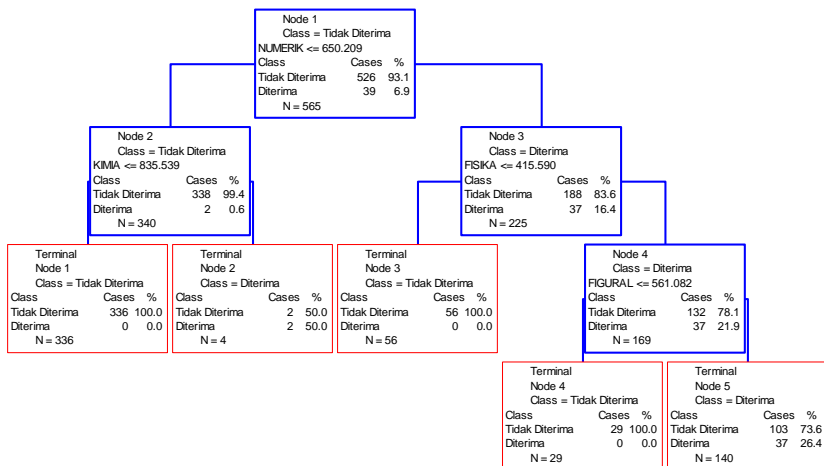 Node 1
Class = Tidak Diterima
NUMERIK <= 650.209
Class Cases %
Tidak Diterima 526 93.1
Diterima 39 6.9
N = 565
Node 2
Class = Tidak Diterima
KIMIA <= 835.539
Class Cases %
Tidak Diterima 338 99.4
Diterima 2 0.6
N = 340
Node 3
Class = Diterima
FISIKA <= 415.590
Class Cases %
Tidak Diterima 188 83.6
Diterima 37 16.4
N = 225
Terminal
Node 1
Class = Tidak Diterima
Class Cases %
Tidak Diterima 336 100.0
Diterima 0 0.0
N = 336
Terminal
Node 2
Class = Diterima
Class Cases %
Tidak Diterima 2 50.0
Diterima 2 50.0
N = 4
Terminal
Node 3
Class = Tidak Diterima
Class Cases %
Tidak Diterima 56 100.0
Diterima 0 0.0
N = 56
Node 4
Class = Diterima
FIGURAL <= 561.082
Class Cases %
Tidak Diterima 132 78.1
Diterima 37 21.9
N = 169
Terminal
Node 4
Class = Tidak Diterima
Class Cases %
Tidak Diterima 29 100.0
Diterima 0 0.0
N = 29
Terminal
Node 5
Class = Diterima
Class Cases %
Tidak Diterima 103 73.6
Diterima 37 26.4
N = 140